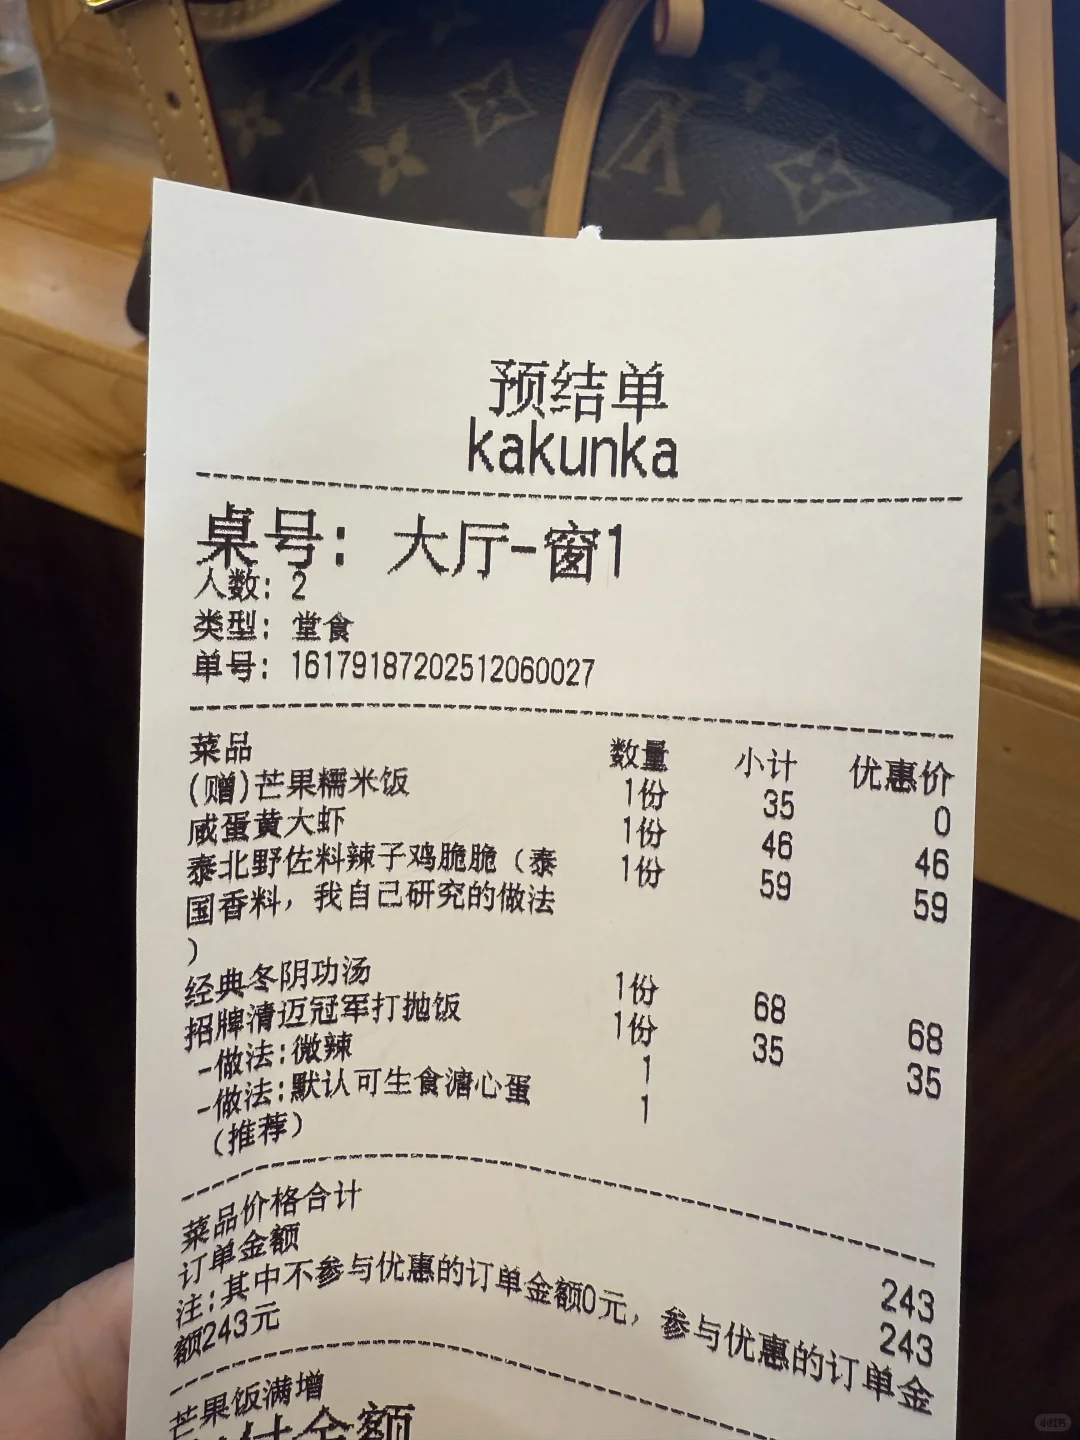 预结单
kakunka
桌号: 大厅-窗1
人数: 2
类型: 堂食
单号: 16179187202512060027
菜品 数量 小计 优惠价
(赠)芒果糯米饭 1份 35 0
咸蛋黄大虾 1份 46 46
泰北野佐料辣子鸡脆脆（泰 1份 59 59
国香料，我自己研究的做法
）
经典冬阴功汤 1份 68 68
招牌清迈冠军打抛饭 1份 35 35
-做法:微辣 1
-做法:默认可生食溏心蛋 1
（推荐）
菜品价格合计 243
订单金额 243
注:其中不参与优惠的订单金额0元，参与优惠的订单金
额243元
芒果饭满增
付金额
小红书